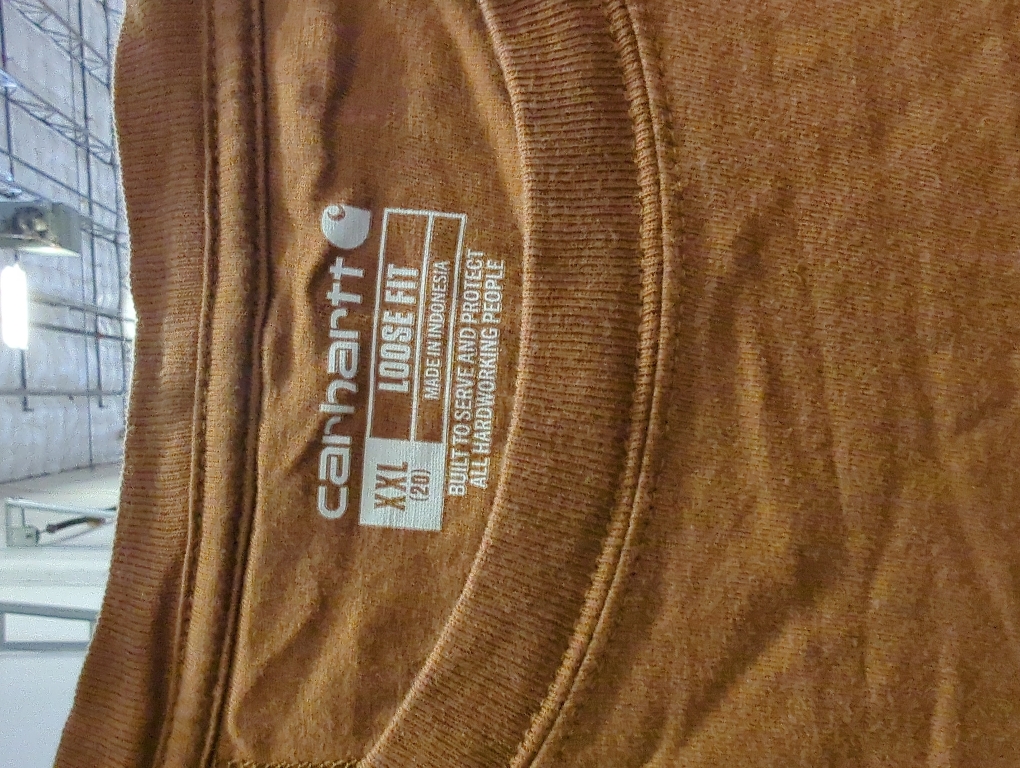 carhartt
XXL
(20)
LOOSE FIT
MADE IN INDONESIA
BUILT TO SERVE AND PROTECT
ALL HARDWORKING PEOPLE